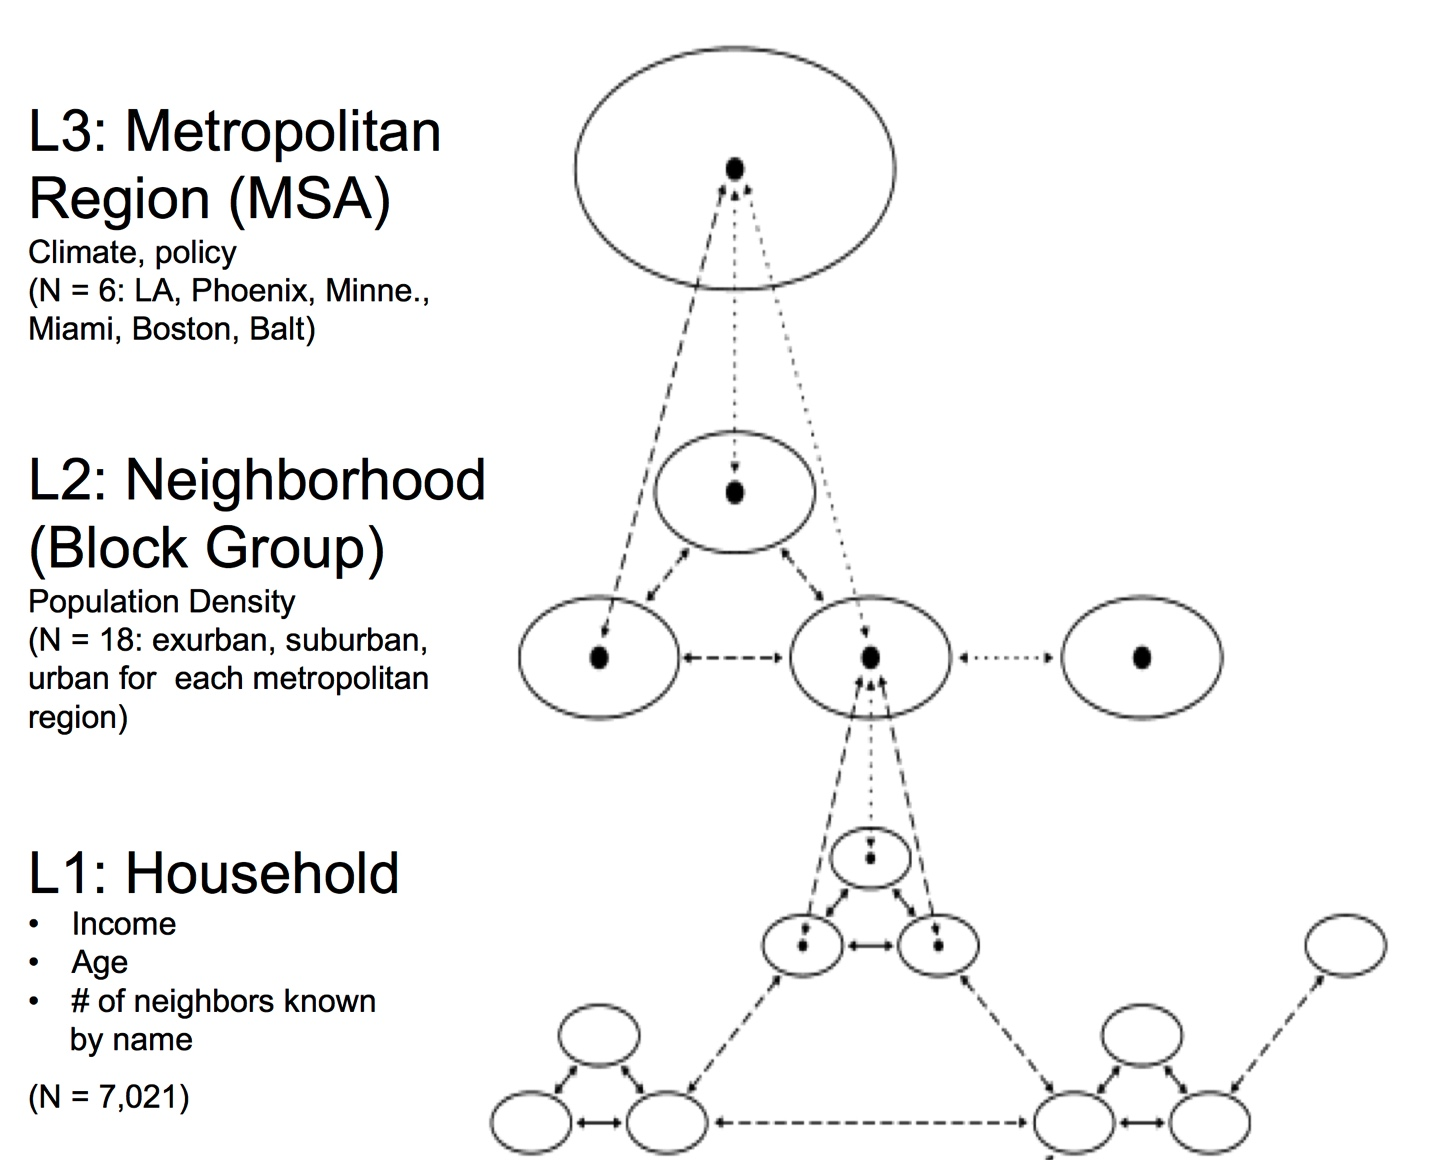 L3: Metropolitan
Region (MSA)
Climate, policy
(N = 6: LA, Phoenix, Minne.,
Miami, Boston, Balt)
L2: Neighborhood
(Block Group)
Population Density
(N = 18: exurban, suburban,
urban for  each metropolitan
region)
L1: Household
• Income
• Age
• # of neighbors known
by name
(N = 7,021)